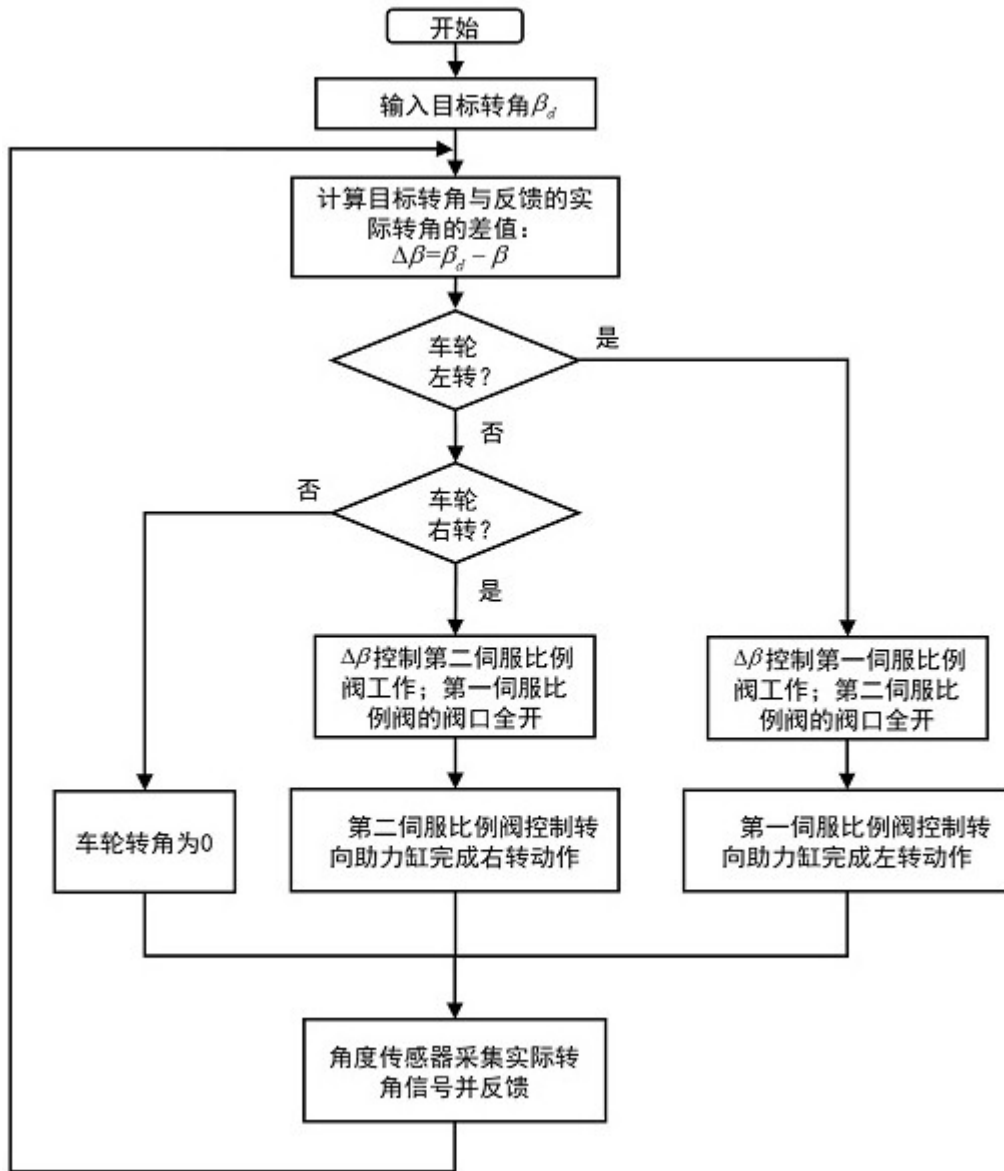 开始
输入目标转角β_d
计算目标转角与反馈的实
际转角的差值：
Δβ=β_d－β
车轮
左转？
是
否
车轮
右转？
否
是
Δβ控制第二伺服比例
阀工作；第一伺服比
例阀的阀口全开
Δβ控制第一伺服比例
阀工作；第二伺服比
例阀的阀口全开
车轮转角为0
第二伺服比例阀控制转
向助力缸完成右转动作
第一伺服比例阀控制转
向助力缸完成左转动作
角度传感器采集实际转
角信号并反馈